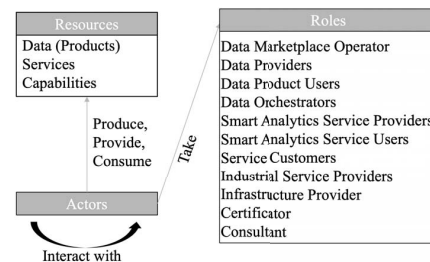 Resources
Data (Products)
Services
Capabilities
Produce,
Provide,
Consume
Actors
Interact with
Take
Roles
Data Marketplace Operator
Data Providers
Data Product Users
Data Orchestrators
Smart Analytics Service Providers
Smart Analytics Service Users
Service Customers
Industrial Service Providers
Infrastructure Provider
Certificator
Consultant